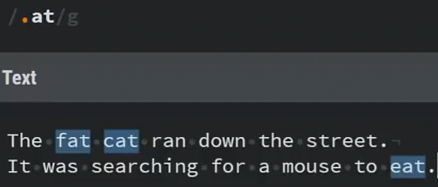 /.at/g
Text
The fat cat ran down the street.
It was searching for a mouse to eat.